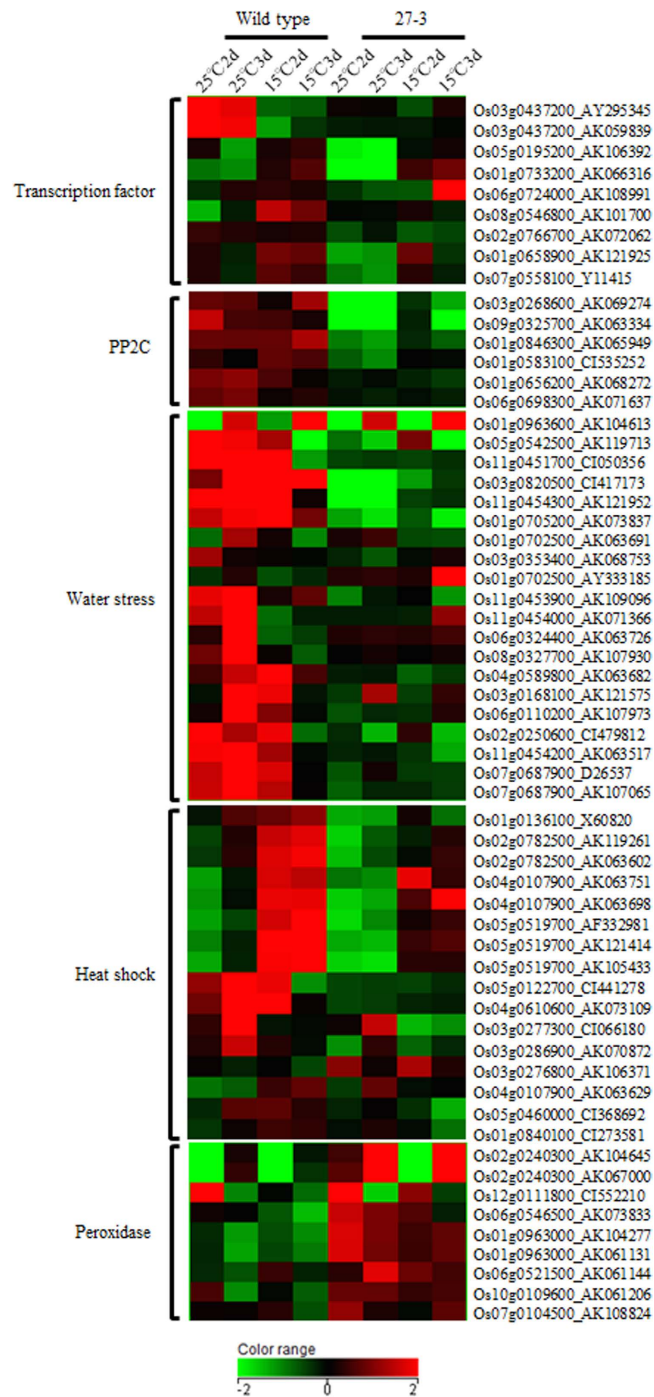 Wild type 27-3
25°C2d 25°C3d 15°C2d 15°C3d 25°C2d 25°C3d 15°C2d 15°C3d
Transcription factor
Os03g0437200_AY295345
Os03g0437200_AK059839
Os05g0195200_AK106392
Os01g0733200_AK066316
Os06g0724000_AK108991
Os08g0546800_AK101700
Os02g0766700_AK072062
Os01g0658900_AK121925
Os07g0558100_Y11415
PP2C
Os03g0268600_AK069274
Os09g0325700_AK063334
Os01g0846300_AK065949
Os01g0583100_CI535252
Os01g0656200_AK068272
Os06g0698300_AK071637
Water stress
Os01g0963600_AK104613
Os05g0542500_AK119713
Os11g0451700_CI050356
Os03g0820500_CI417173
Os11g0454300_AK121952
Os01g0705200_AK073837
Os01g0702500_AK063691
Os03g0353400_AK068753
Os01g0702500_AY333185
Os11g0453900_AK109096
Os11g0454000_AK071366
Os06g0324400_AK063726
Os08g0327700_AK107930
Os04g0589800_AK063682
Os03g0168100_AK121575
Os06g0110200_AK107973
Os02g0250600_CI479812
Os11g0454200_AK063517
Os07g0687900_D26537
Os07g0687900_AK107065
Heat shock
Os01g0136100_X60820
Os02g0782500_AK119261
Os02g0782500_AK063602
Os04g0107900_AK063751
Os04g0107900_AK063698
Os05g0519700_AF332981
Os05g0519700_AK121414
Os05g0519700_AK105433
Os05g0122700_CI441278
Os04g0610600_AK073109
Os03g0277300_CI066180
Os03g0286900_AK070872
Os03g0276800_AK106371
Os04g0107900_AK063629
Os05g0460000_CI368692
Os01g0840100_CI273581
Peroxidase
Os02g0240300_AK104645
Os02g0240300_AK067000
Os12g0111800_CI552210
Os06g0546500_AK073833
Os01g0963000_AK104277
Os01g0963000_AK061131
Os06g0521500_AK061144
Os10g0109600_AK061206
Os07g0104500_AK108824
Color range
-2 0 2